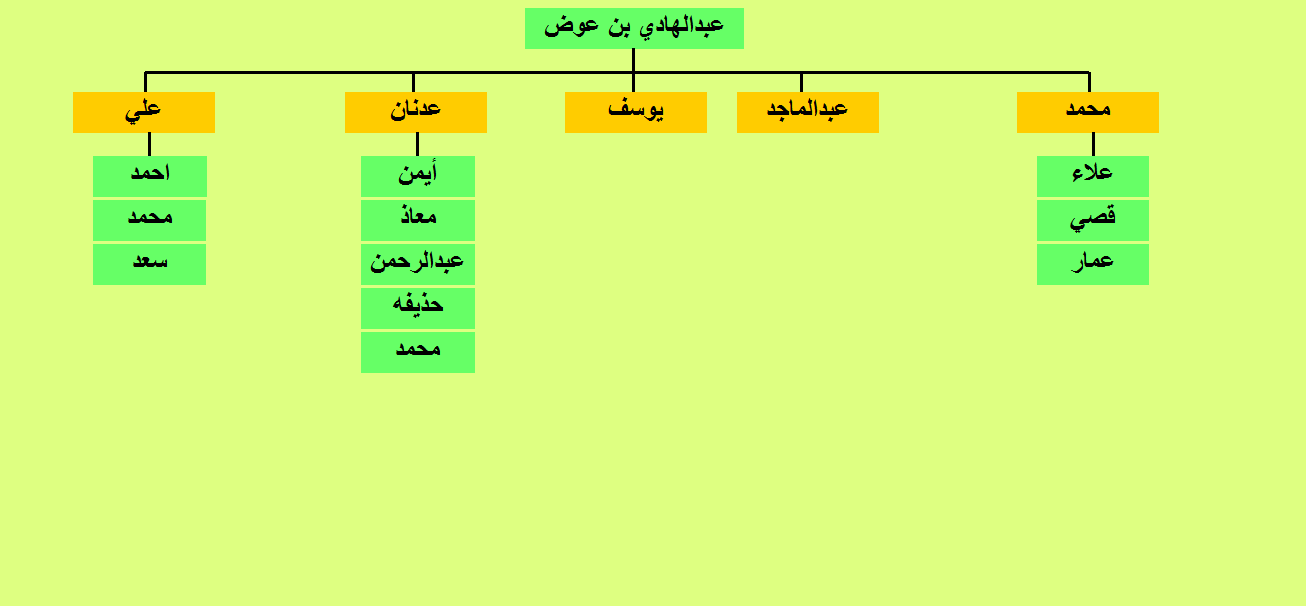 عبدالهادي بن عوض
محمد
عبدالماجد
يوسف
عدنان
علي
علاء
قصي
عمار
أيمن
معاذ
عبدالرحمن
حذيفه
محمد
احمد
محمد
سعد